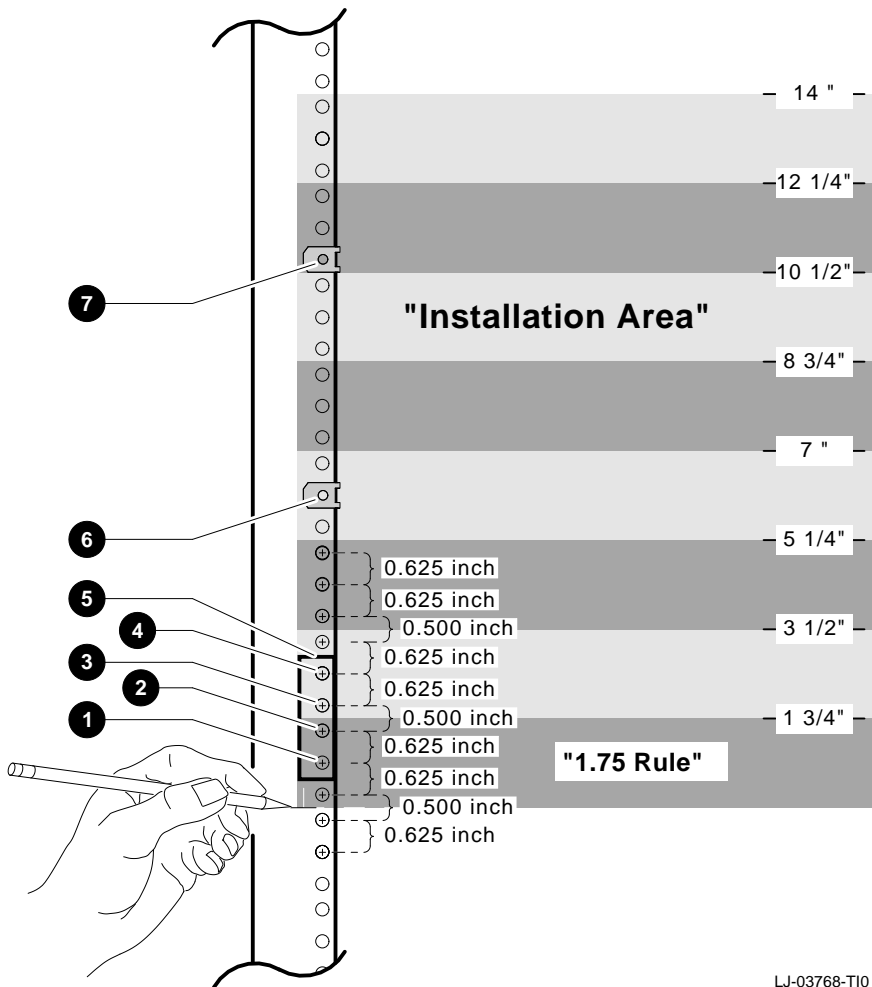 14 "
12 1/4"
10 1/2"
7
"Installation Area"
8 3/4"
7 "
6
5 1/4"
0.625 inch
5
0.625 inch
4
0.500 inch
3 1/2"
3
0.625 inch
2
0.625 inch
1
0.500 inch
1 3/4"
0.625 inch
"1.75 Rule"
0.625 inch
0.500 inch
0.625 inch
LJ-03768-TI0